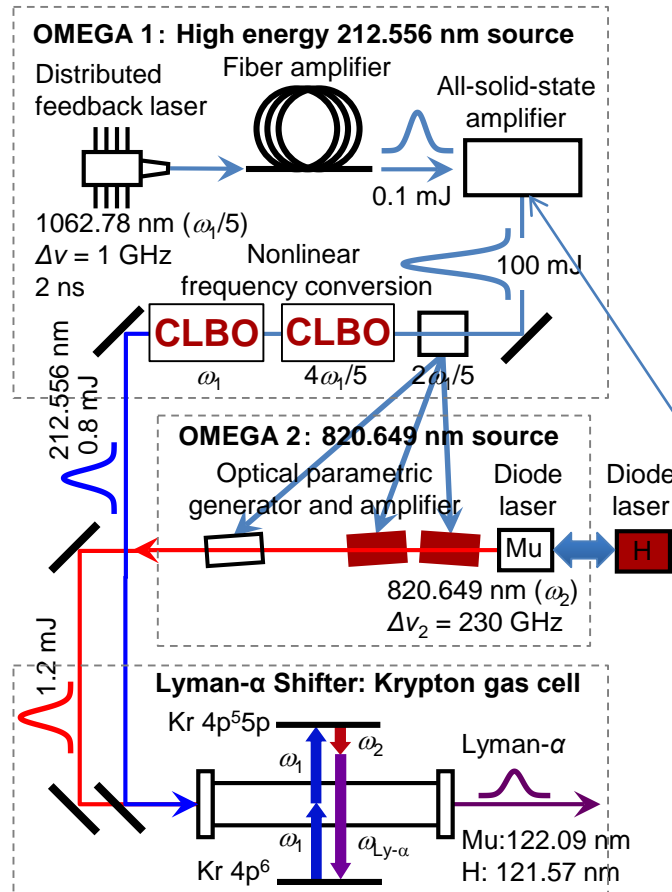 OMEGA 1: High energy 212.556 nm source
Distributed
feedback laser
Fiber amplifier
All-solid-state
amplifier
0.1 mJ
1062.78 nm (ω₁/5)
Δv = 1 GHz
2 ns
100 mJ
Nonlinear
frequency conversion
CLBO
CLBO
ω₁
4ω₁/5
2ω₁/5
212.556 nm
0.8 mJ
OMEGA 2: 820.649 nm source
Optical parametric
generator and amplifier
Diode
laser
Diode
laser
Mu
H
820.649 nm (ω₂)
Δv₂ = 230 GHz
1.2 mJ
Lyman-α Shifter: Krypton gas cell
Kr 4p⁵5p
ω₁
ω₂
Lyman-α
ω₁
ω_Ly-α
Kr 4p⁶
Mu:122.09 nm
H: 121.57 nm